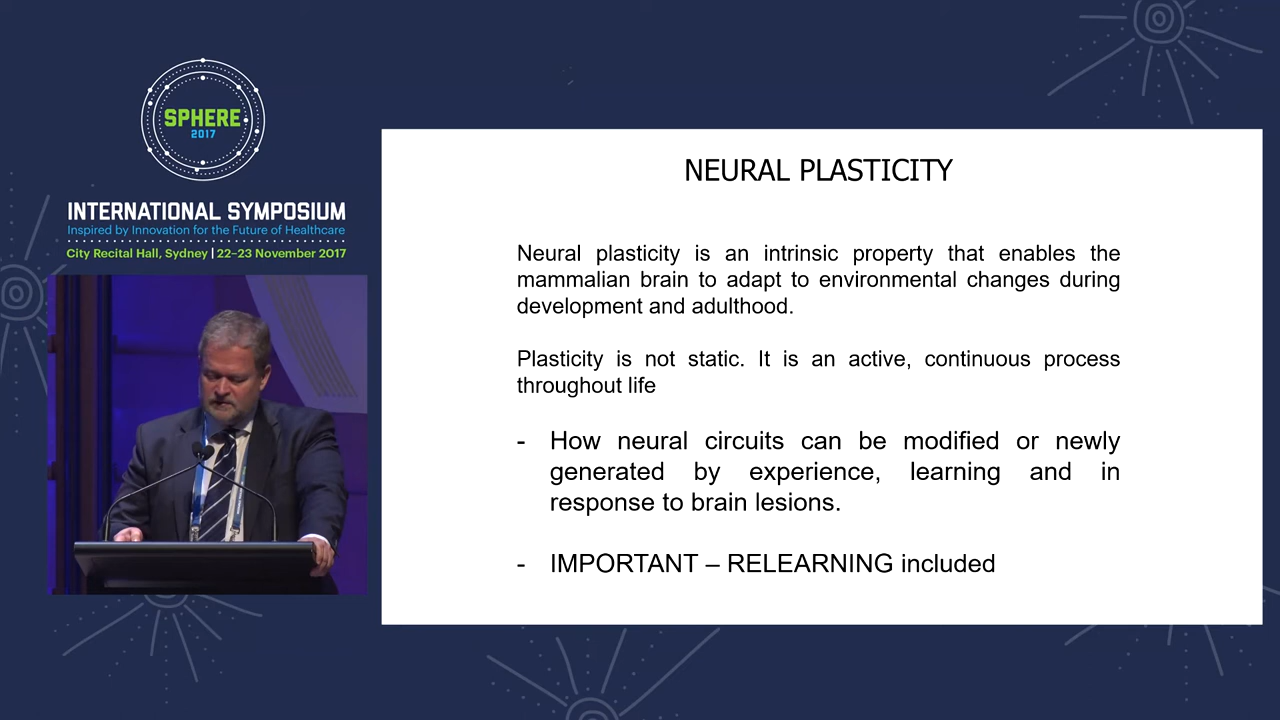 SPHERE
2017
INTERNATIONAL SYMPOSIUM
Inspired by Innovation for the Future of Healthcare
City Recital Hall, Sydney | 22–23 November 2017
NEURAL PLASTICITY
Neural plasticity is an intrinsic property that enables the
mammalian brain to adapt to environmental changes during
development and adulthood.
Plasticity is not static. It is an active, continuous process
throughout life
- How neural circuits can be modified or newly
generated by experience, learning and in
response to brain lesions.
- IMPORTANT – RELEARNING included